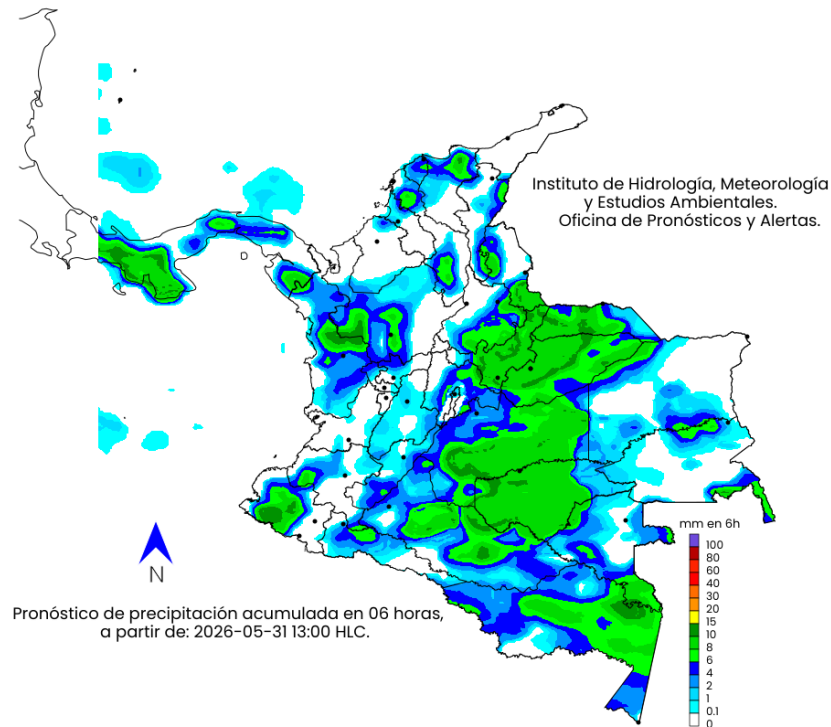 Instituto de Hidrología, Meteorología
y Estudios Ambientales.
Oficina de Pronósticos y Alertas.
D
N
Pronóstico de precipitación acumulada en 06 horas,
a partir de: 2026-05-31 13:00 HLC.
mm en 6h
100
80
60
40
30
20
15
10
8
6
4
2
1
0.1
0